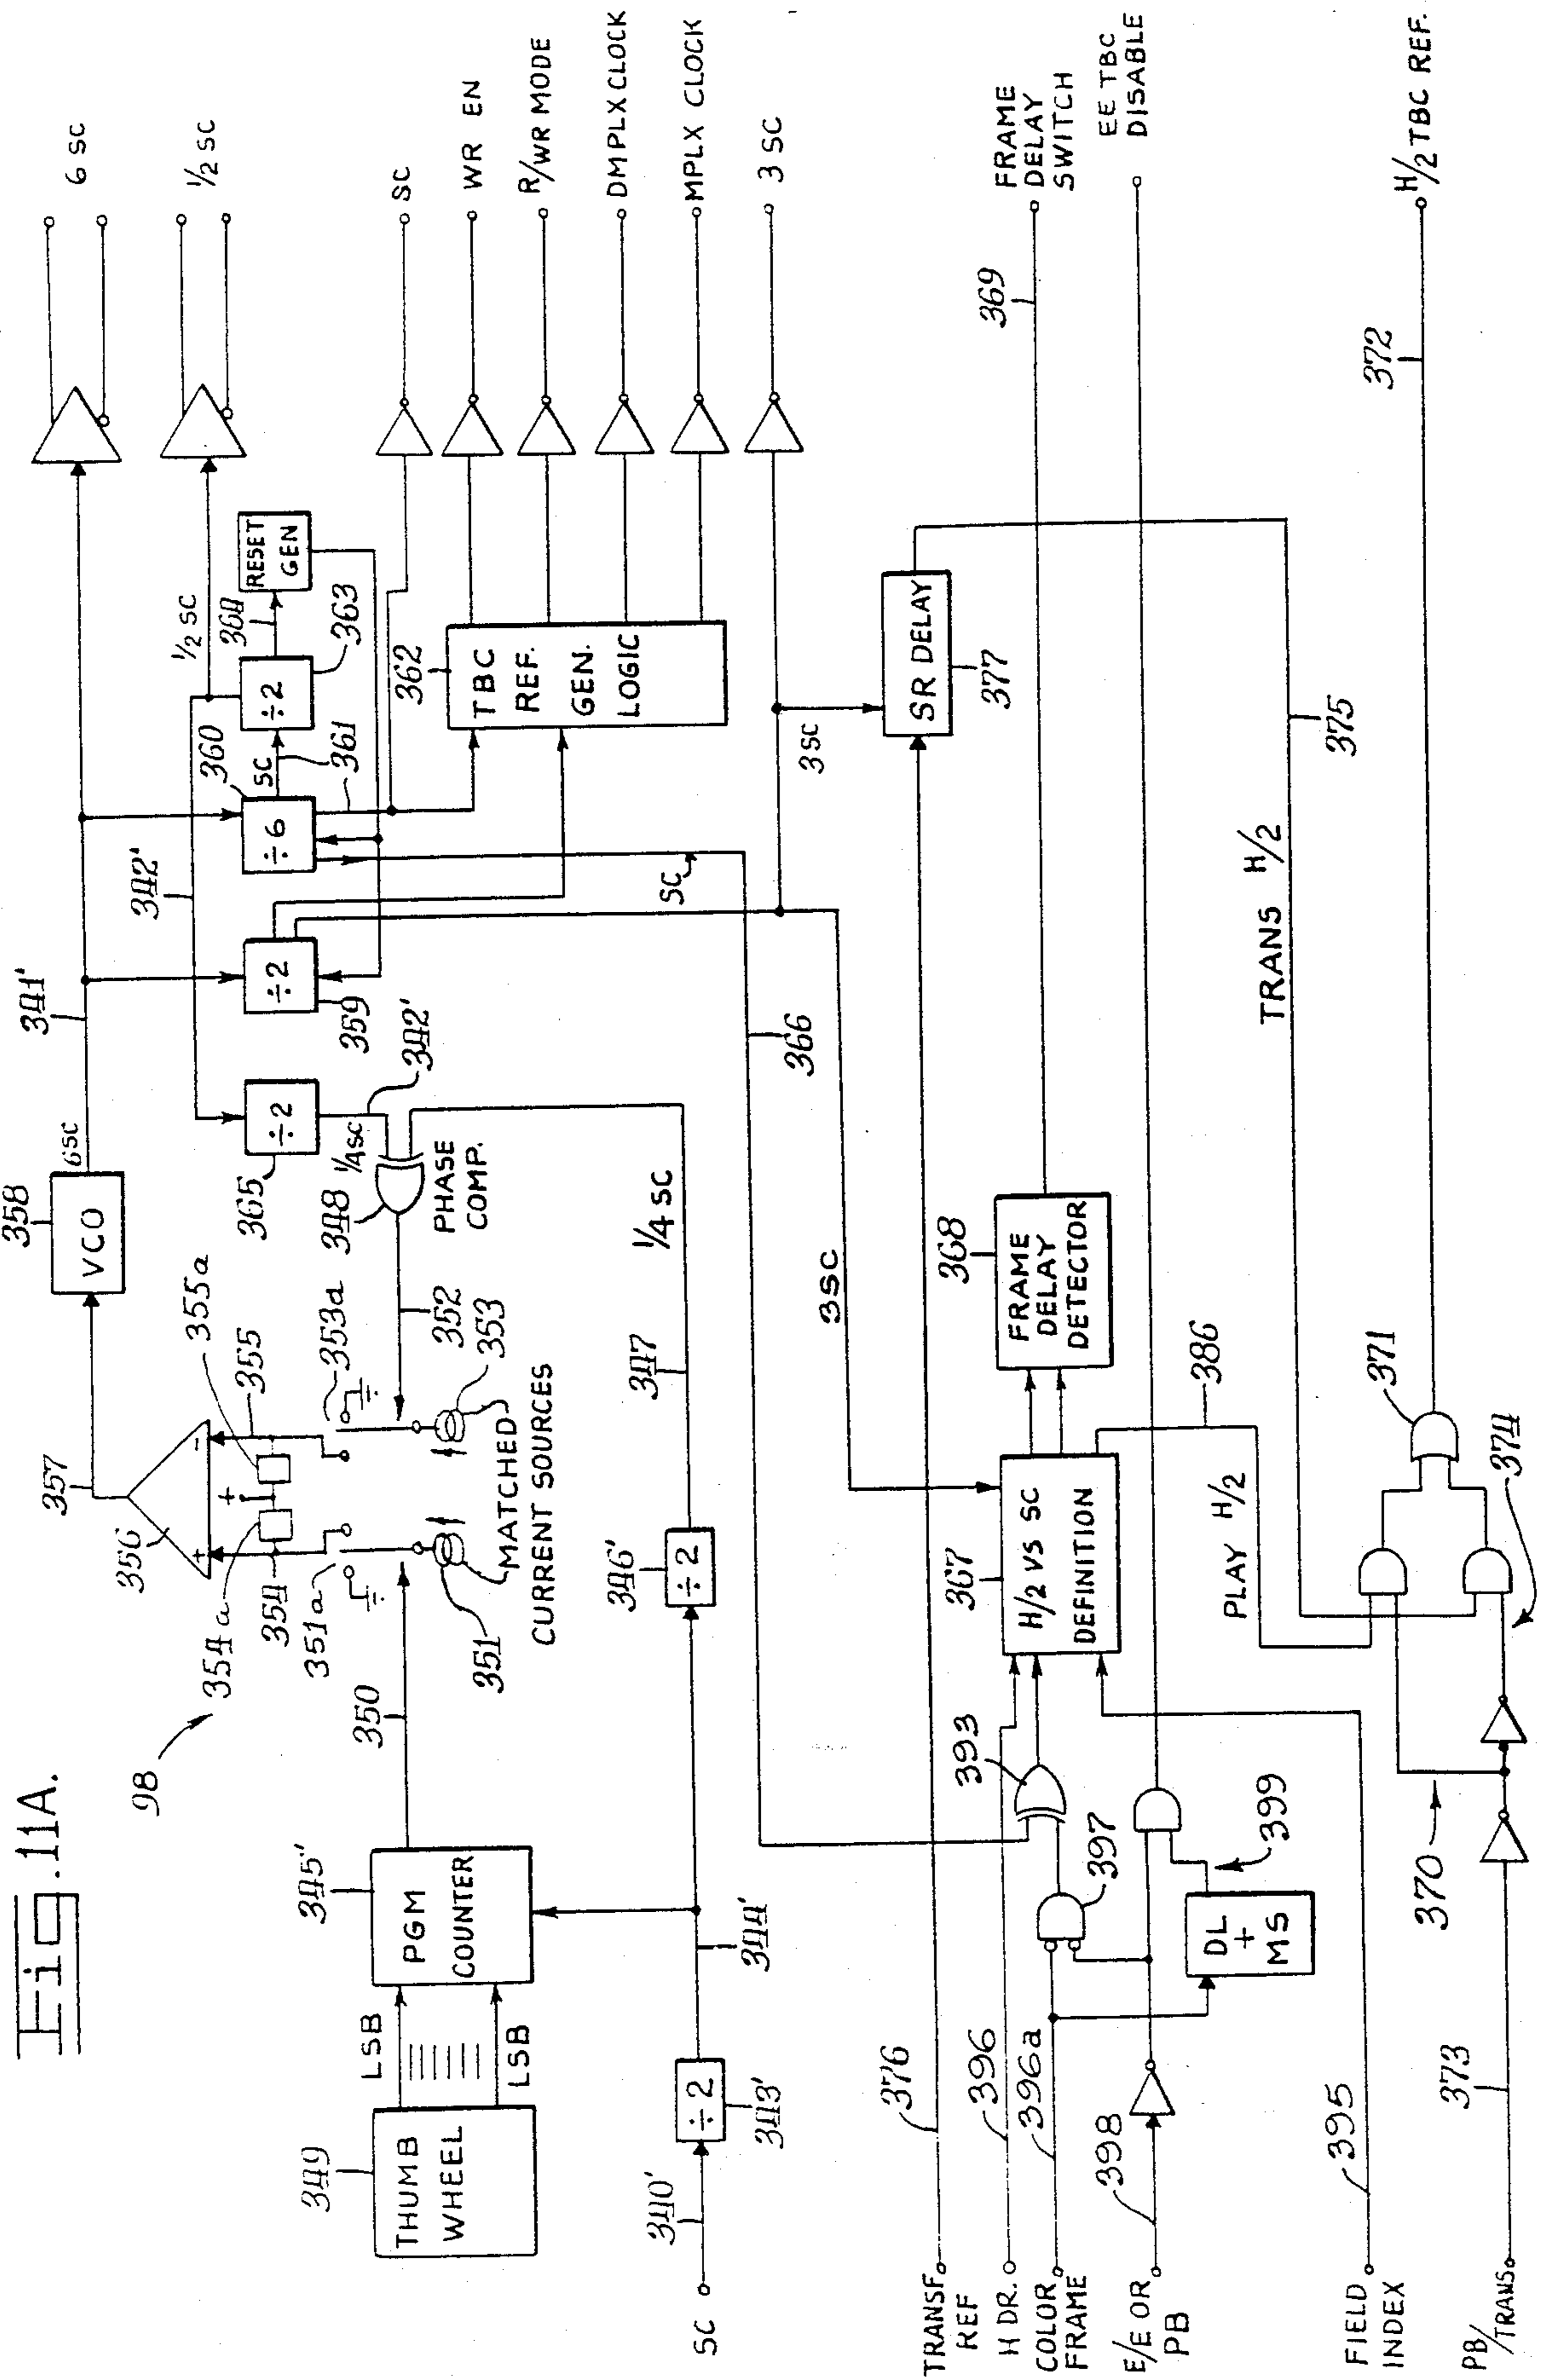 Fig. 11A.
98
6 SC
1/2 SC
SC
WR EN
R/WR MODE
DMPLX CLOCK
MPLX CLOCK
3 SC
FRAME
DELAY
SWITCH
EE TBC
DISABLE
H/2 TBC REF.
341'
358
VCO
6SC
357
356
+
-
355a
355
354a
354
+
351a
353a
351
353
MATCHED
CURRENT SOURCES
352
350
348
PHASE
COMP.
1/4SC
342'
365
÷2
342'
359
÷2
360
÷6
SC
361
÷2
363
1/2 SC
364
RESET
GEN
362
TBC
REF.
GEN.
LOGIC
SC
366
349
THUMB
WHEEL
LSB
LSB
345'
PGM
COUNTER
SC
340'
÷2
343'
344'
346'
÷2
347
1/4 SC
3SC
3 SC
SR DELAY
377
TRANS H/2
375
369
368
FRAME
DELAY
DETECTOR
367
H/2 VS SC
DEFINITION
386
PLAY H/2
393
397
399
DL
+
MS
398
376
396
396a
395
373
370
374
371
372
TRANSF.
REF
H DR.
COLOR
FRAME
E/E OR
PB
FIELD
INDEX
PB/TRANS